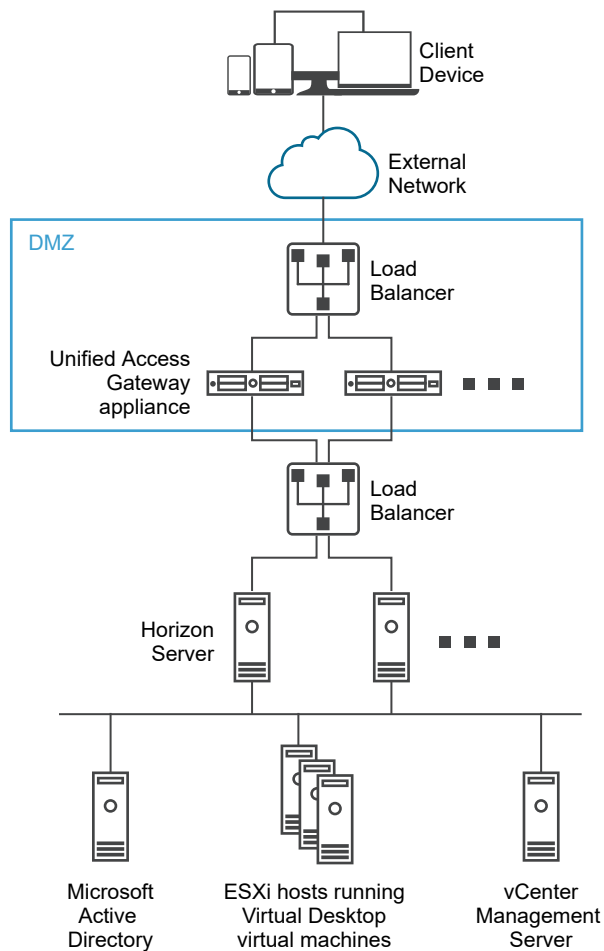 Client
Device
External
Network
DMZ
Load
Balancer
Unified Access
Gateway
appliance
Load
Balancer
Horizon
Server
Microsoft
Active
Directory
ESXi hosts running
Virtual Desktop
virtual machines
vCenter
Management
Server